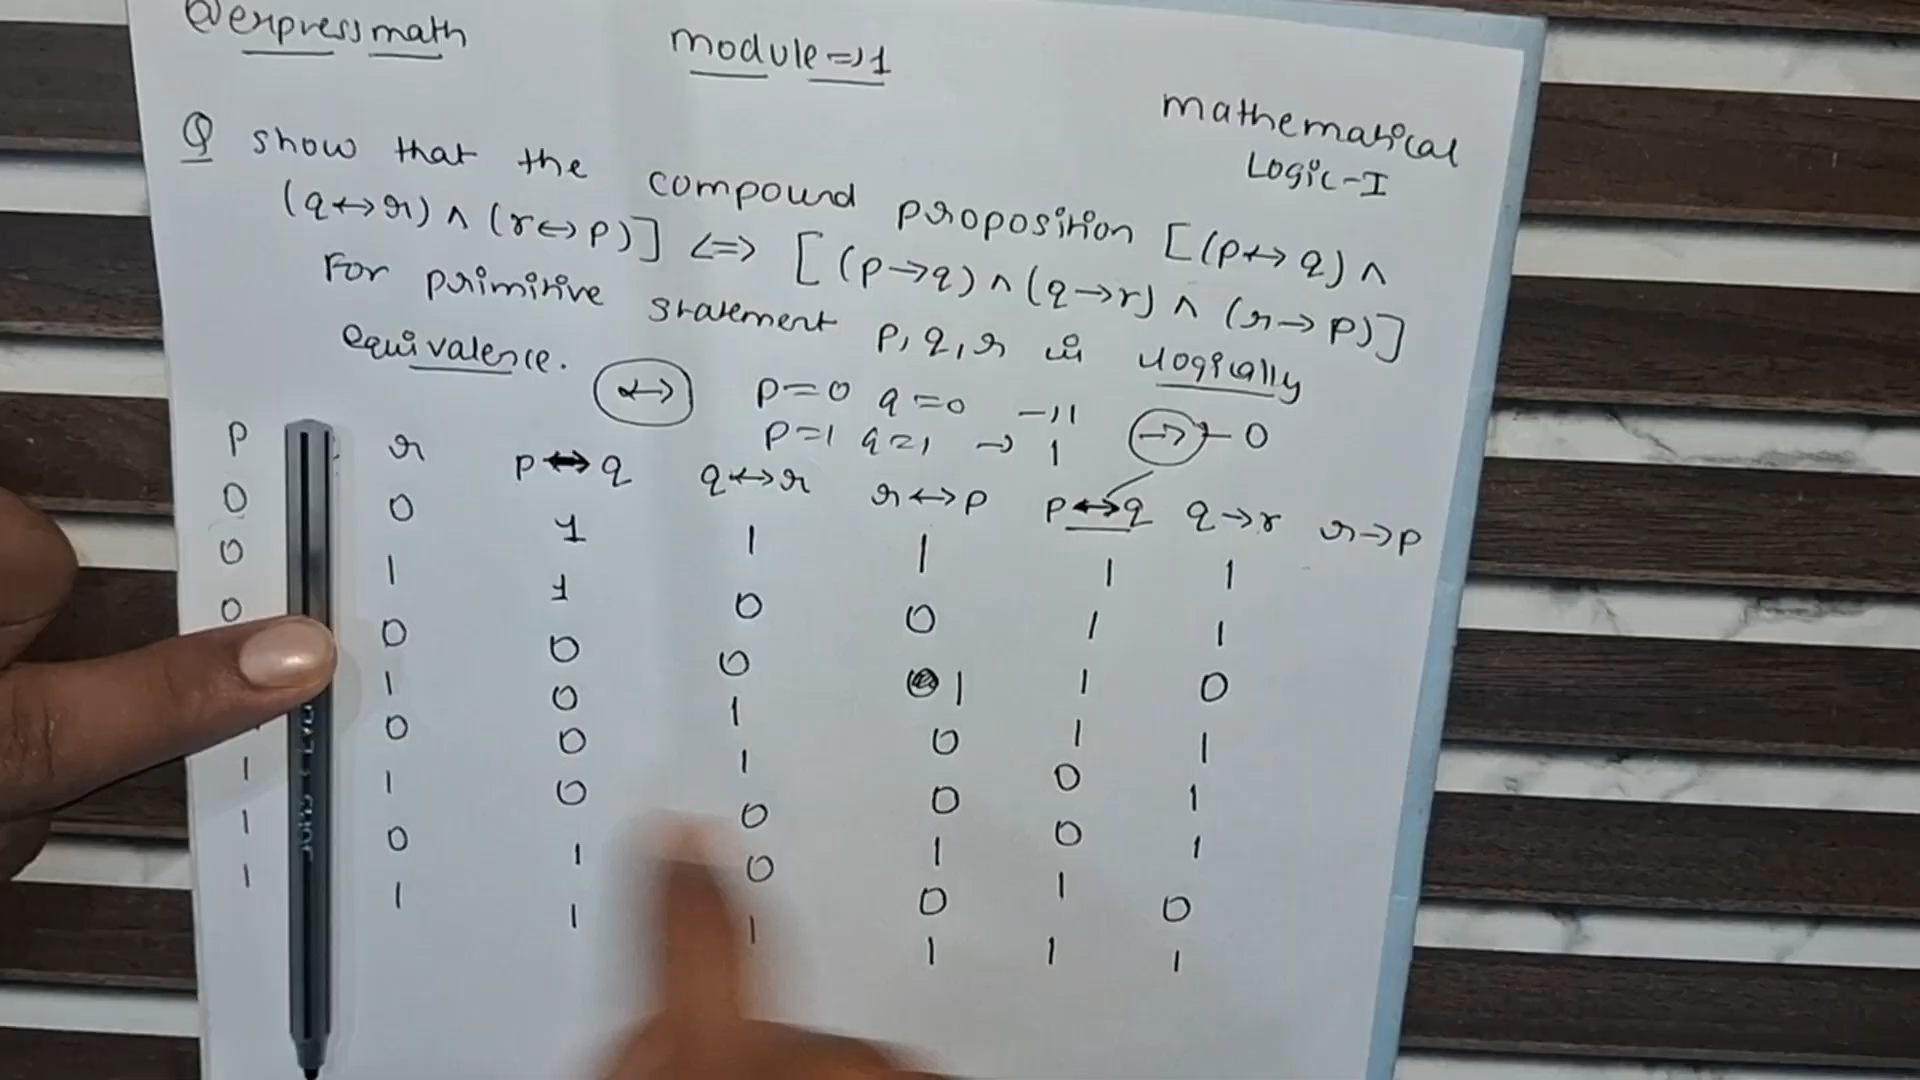 @expressmath
module => 1
mathematical
Logic-I
Q show that the compound proposition [(p↔q) ∧
(q↔r) ∧ (r↔p)] <=> [(p→q) ∧ (q→r) ∧ (r→p)]
For primitive statement p, q, r is logically
equivalence.
↔ p=0 q=0 → 1
p=1 q=1 → 1
→ 0
p r p↔q q↔r r↔p p↔q q→r r→p
0 0 1 1 1 1 1
0 1 1 0 0 1 1
0 0 0 0 1 1 0
1 0 1 0 1 1
0 0 1 0 0 1
1 1 0 0 1 0 1
1 0 1 0 0 1 0
1 1 1 1 1 1 1